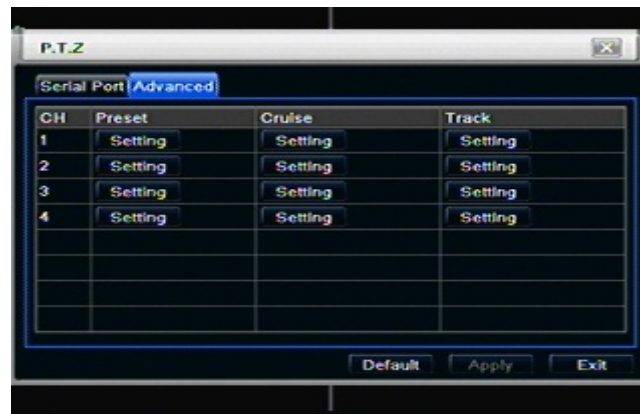 P.T.Z
Serial Port Advanced
CH Preset Cruise Track
1 Setting Setting Setting
2 Setting Setting Setting
3 Setting Setting Setting
4 Setting Setting Setting
Default Apply Exit